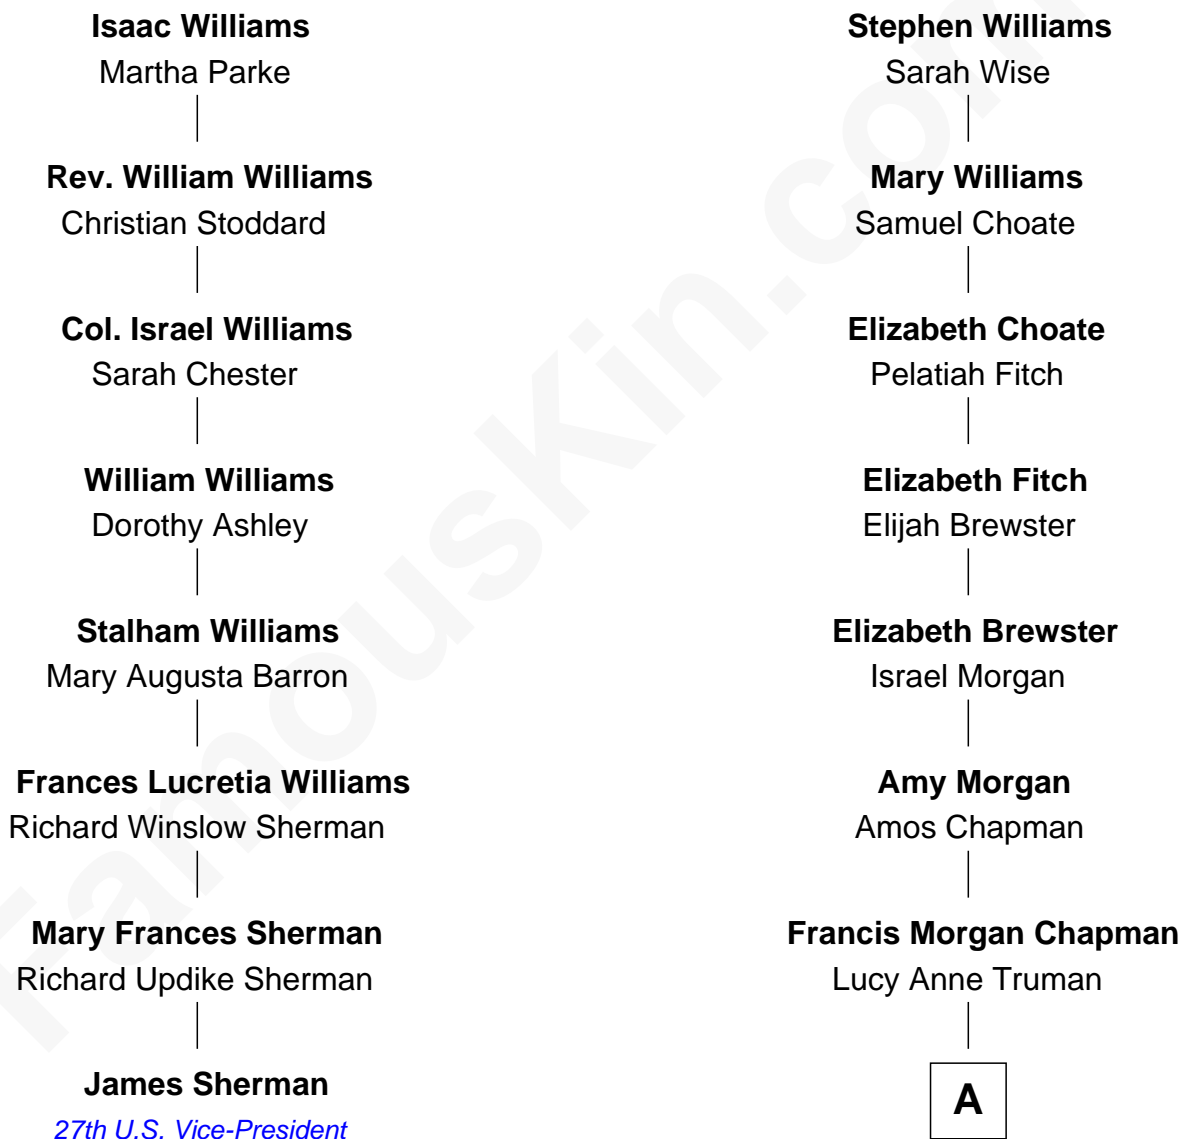 Isaac Williams
Martha Parke
Stephen Williams
Sarah Wise
Rev. William Williams
Christian Stoddard
Mary Williams
Samuel Choate
Col. Israel Williams
Sarah Chester
Elizabeth Choate
Pelatiah Fitch
William Williams
Dorothy Ashley
Elizabeth Fitch
Elijah Brewster
Stalham Williams
Mary Augusta Barron
Elizabeth Brewster
Israel Morgan
Frances Lucretia Williams
Richard Winslow Sherman
Amy Morgan
Amos Chapman
Mary Frances Sherman
Richard Updike Sherman
Francis Morgan Chapman
Lucy Anne Truman
James Sherman
27th U.S. Vice-President
A
FamousKin.com